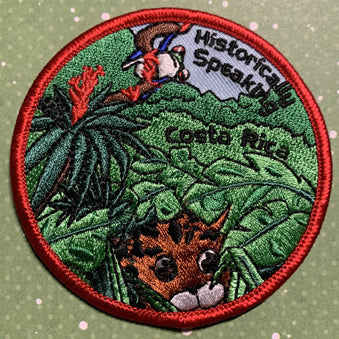 Historically
Speaking
Costa Rica